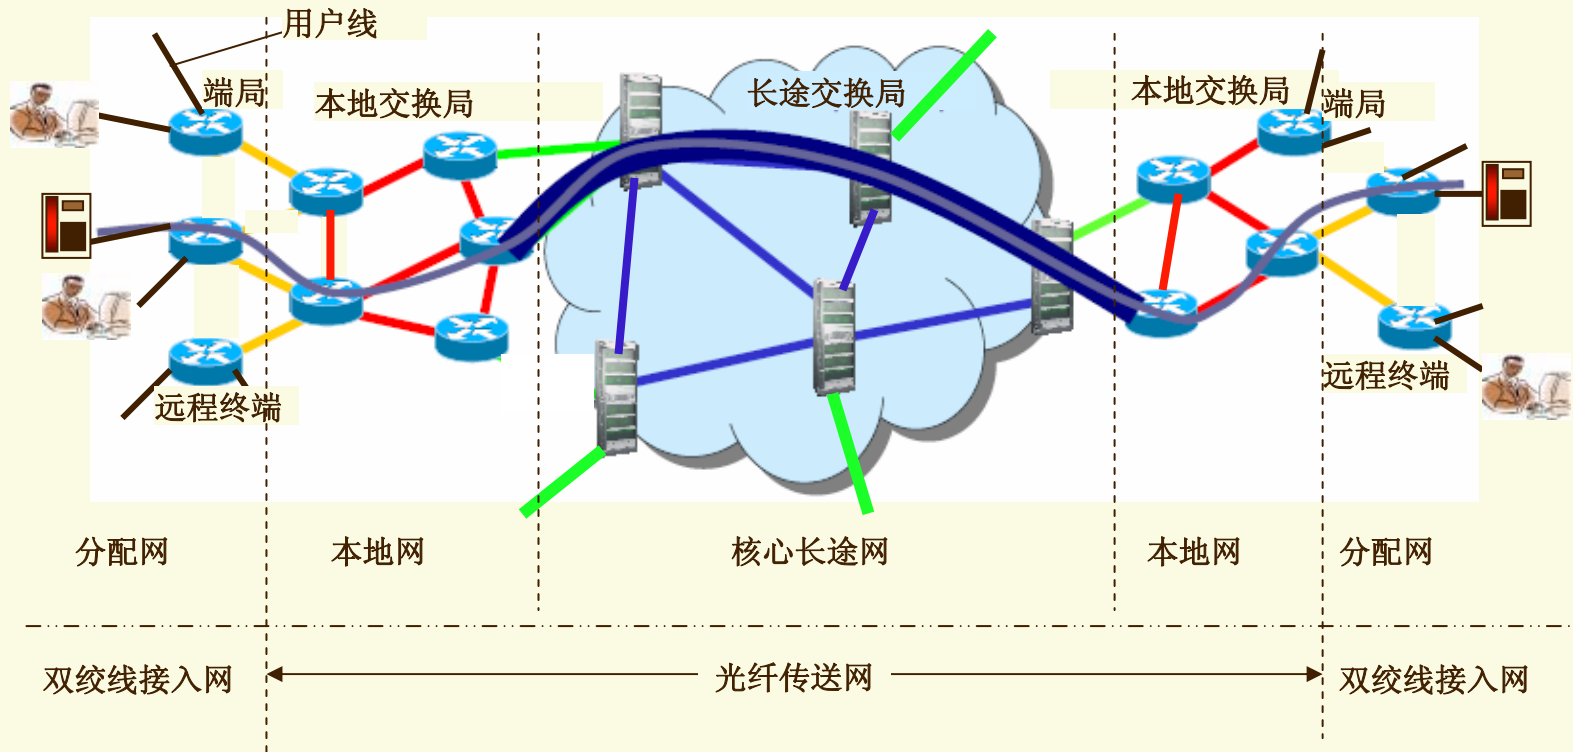 用户线
端局
本地交换局
长途交换局
本地交换局
端局
远程终端
远程终端
分配网
本地网
核心长途网
本地网
分配网
双绞线接入网
光纤传送网
双绞线接入网